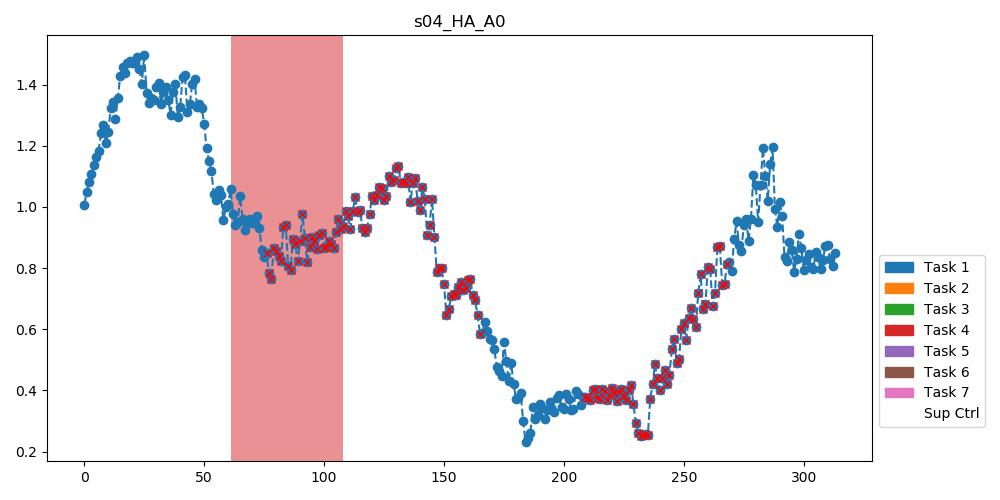 s04_HA_A0
1.4
1.2
1.0
0.8
0.6
0.4
0.2
0 50 100 150 200 250 300
Task 1
Task 2
Task 3
Task 4
Task 5
Task 6
Task 7
Sup Ctrl